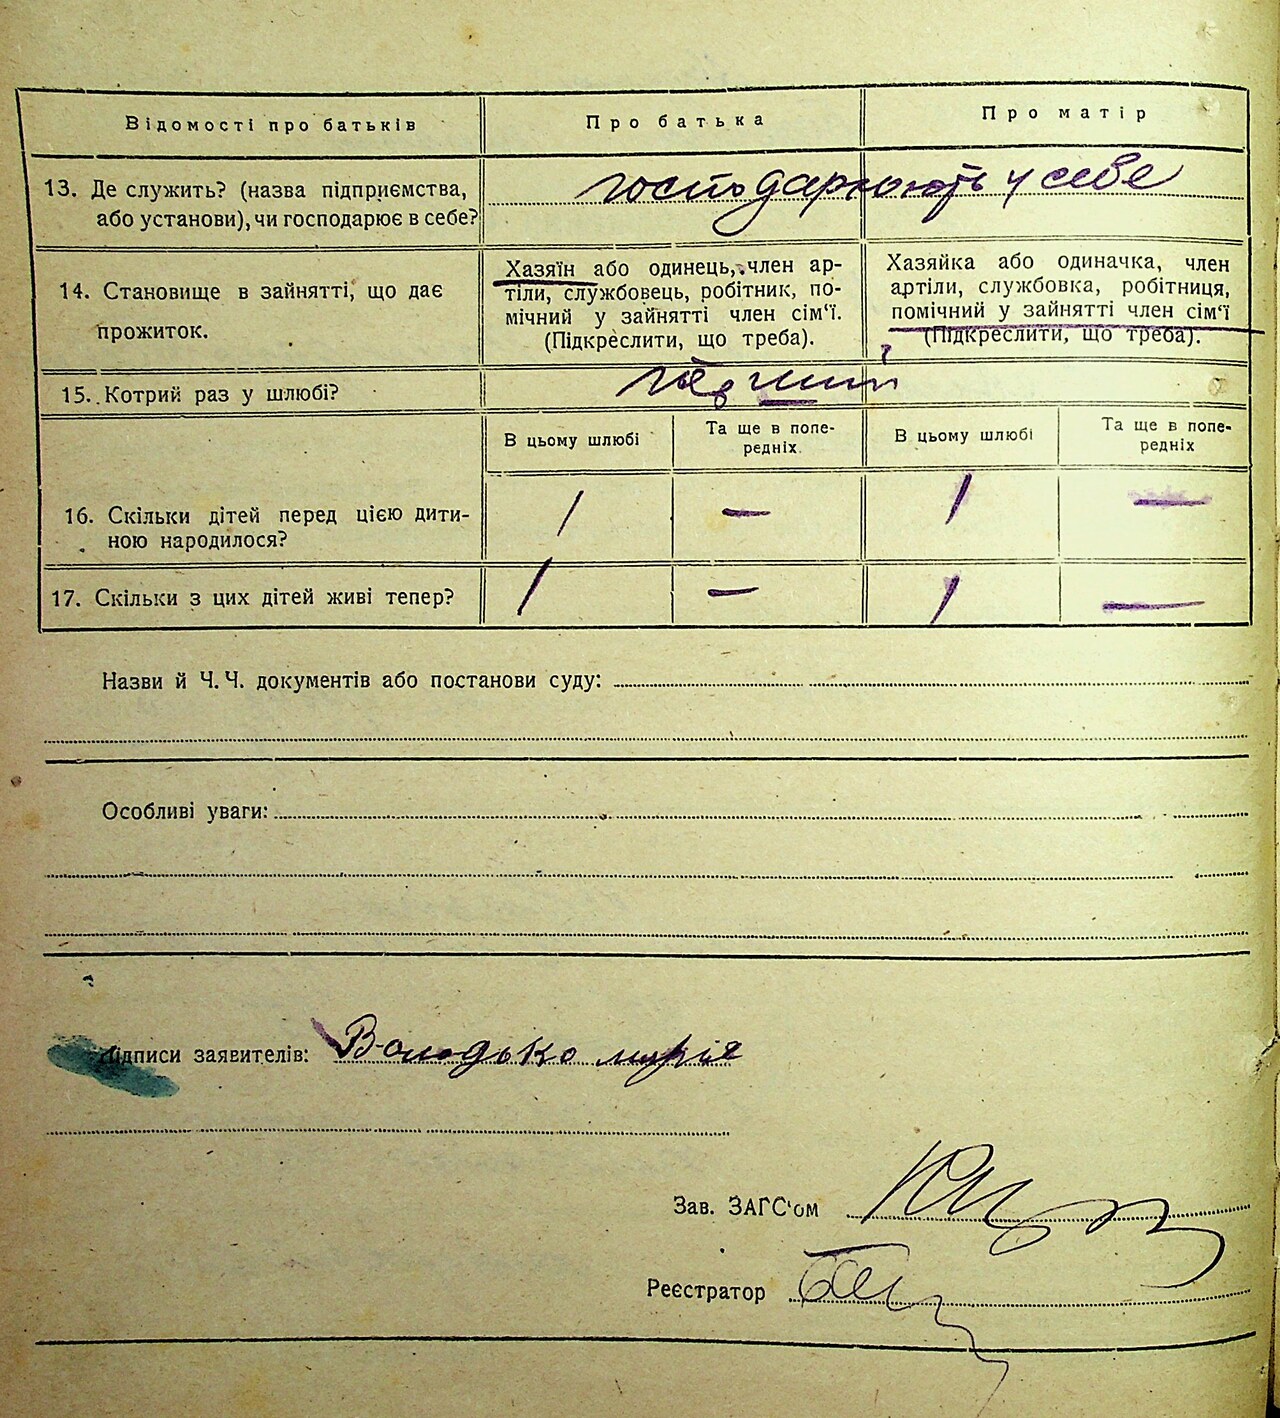 Відомості про батьків Про батька Про матір
13. Де служить? (назва підприємства, господарюють у себе
або установи), чи господарює в себе?
Хазяїн або одинець, член ар- Хазяйка або одиначка, член
14. Становище в зайнятті, що дає тіли, службовець, робітник, по- артіли, службовка, робітниця,
прожиток. мічний у зайнятті член сім'ї. помічний у зайнятті член сім'ї
(Підкреслити, що треба). (Підкреслити, що треба).
15. Котрий раз у шлюбі? перший
В цьому шлюбі Та ще в попе- В цьому шлюбі Та ще в попе-
редніх редніх
16. Скільки дітей перед цією дити- 1 — 1 —
ною народилося?
17. Скільки з цих дітей живі тепер? 1 — 1 —
Назви й Ч. Ч. документів або постанови суду:
Особливі уваги:
Підписи заявителів: Володько марія
Зав. ЗАГС'ом
Реєстратор